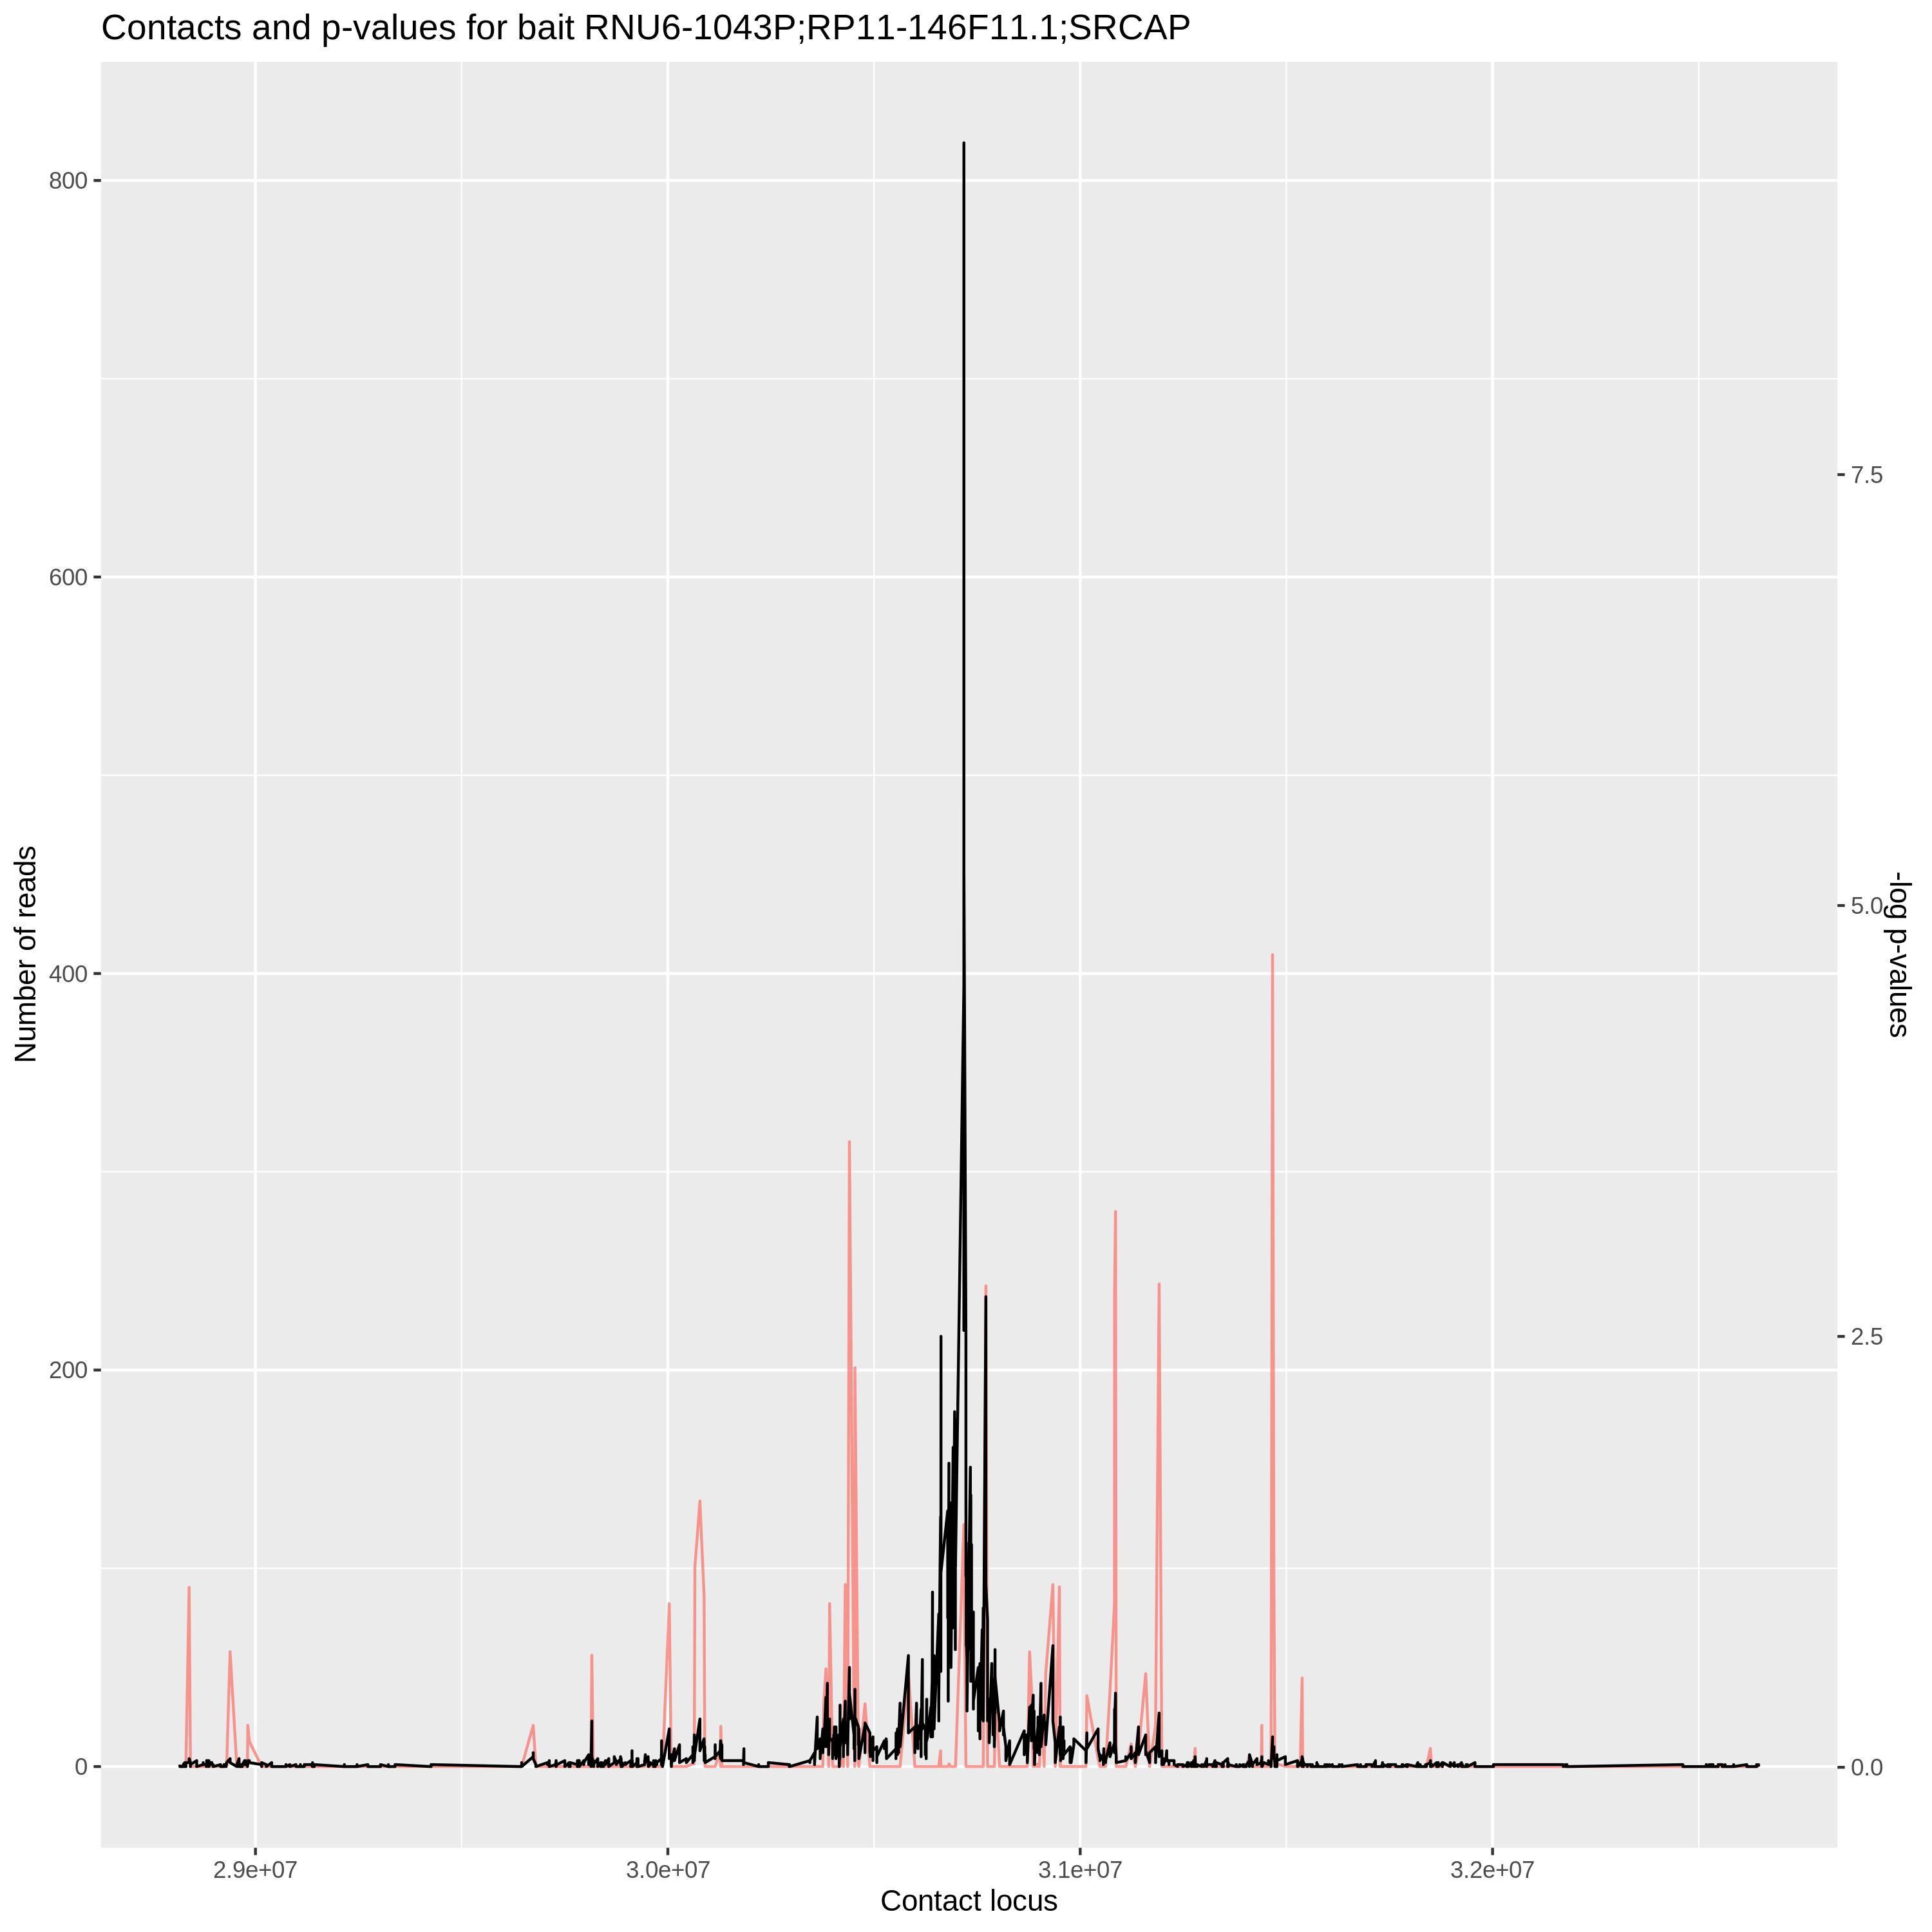 Contacts and p-values for bait RNU6-1043P;RP11-146F11.1;SRCAP
800
600
400
200
0
Number of reads
7.5
5.0
2.5
0.0
-log p-values
2.9e+07
3.0e+07
3.1e+07
3.2e+07
Contact locus